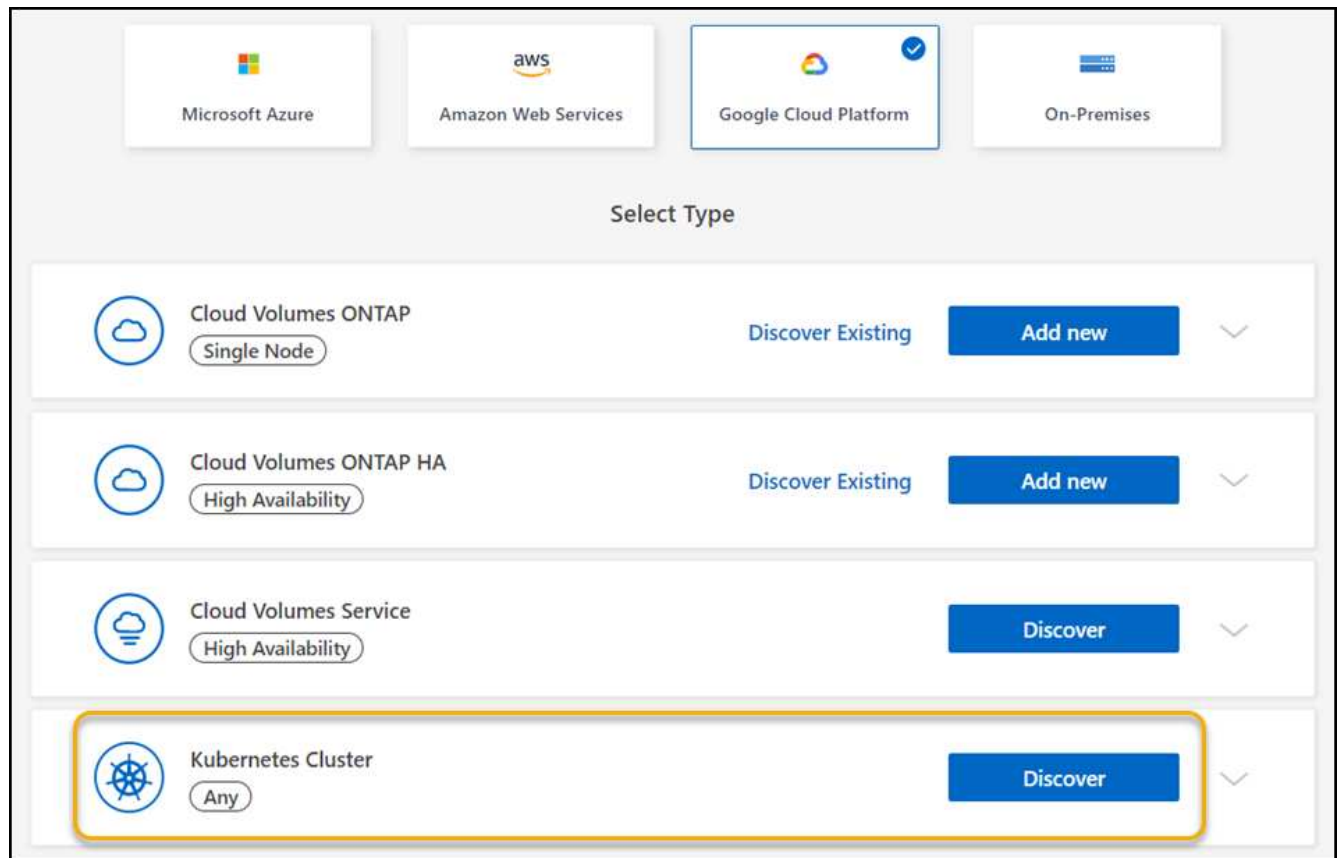 aws
Microsoft Azure
Amazon Web Services
Google Cloud Platform
On-Premises
Select Type
Cloud Volumes ONTAP
Single Node
Discover Existing
Add new
Cloud Volumes ONTAP HA
High Availability
Discover Existing
Add new
Cloud Volumes Service
High Availability
Discover
Kubernetes Cluster
Any
Discover